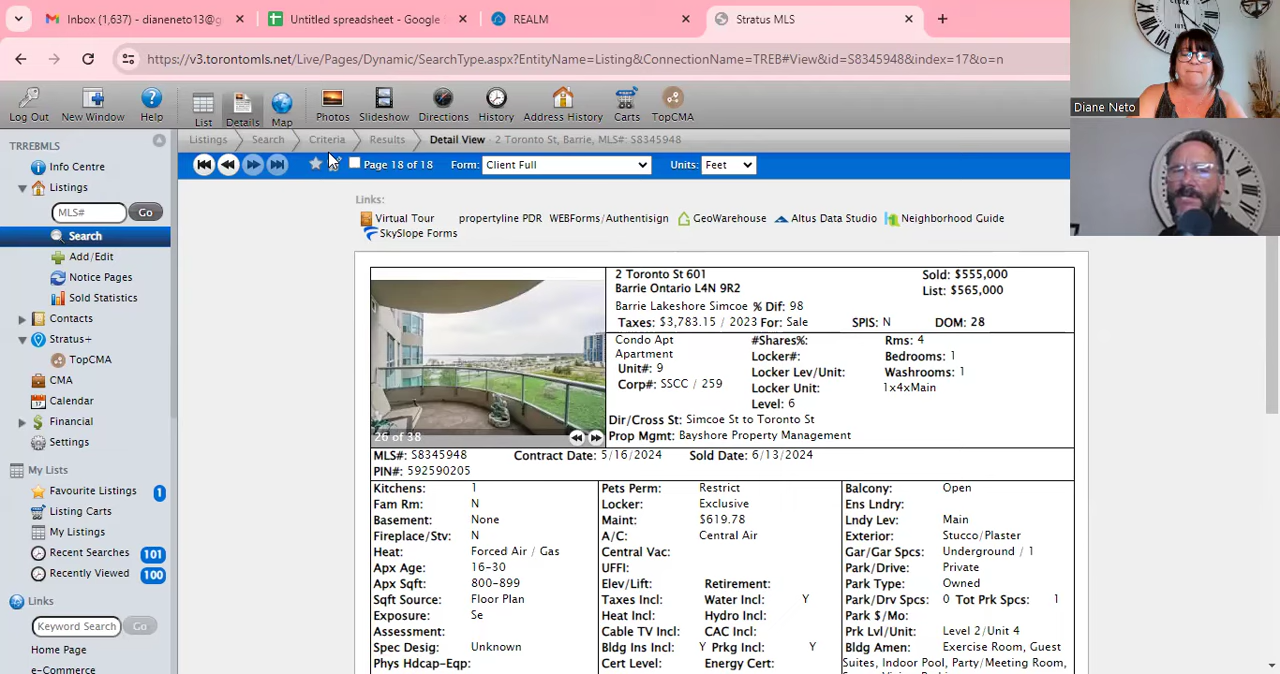 Inbox (1,637) - dianeneto13@g
Untitled spreadsheet - Google
REALM
Stratus MLS
https://v3.torontomls.net/Live/Pages/Dynamic/SearchType.aspx?EntityName=Listing&ConnectionName=TREB#View&id=S8345948&index=17&o=n
Diane Neto
Log Out
New Window
Help
List
Details
Map
Photos
Slideshow
Directions
History
Address History
Carts
TopCMA
TRREBMLS
Info Centre
Listings
MLS#
Go
Search
Add/Edit
Notice Pages
Sold Statistics
Contacts
Stratus+
TopCMA
CMA
Calendar
Financial
Settings
My Lists
Favourite Listings 1
Listing Carts
My Listings
Recent Searches 101
Recently Viewed 100
Links
Keyword Search
Go
Home Page
e-Commerce
Listings
Search
Criteria
Results
Detail View · 2 Toronto St, Barrie, MLS#: S8345948
Page 18 of 18
Form: Client Full
Units: Feet
Links:
Virtual Tour propertyline PDR WEBForms/Authentisign GeoWarehouse Altus Data Studio Neighborhood Guide
SkySlope Forms
26 of 38
2 Toronto St 601 Sold: $555,000
Barrie Ontario L4N 9R2 List: $565,000
Barrie Lakeshore Simcoe % Dif: 98
Taxes: $3,783.15 / 2023 For: Sale SPIS: N DOM: 28
Condo Apt #Shares%: Rms: 4
Apartment Locker#: Bedrooms: 1
Unit#: 9 Locker Lev/Unit: Washrooms: 1
Corp#: SSCC / 259 Locker Unit: 1x4xMain
Level: 6
Dir/Cross St: Simcoe St to Toronto St
Prop Mgmt: Bayshore Property Management
MLS#: S8345948 Contract Date: 5/16/2024 Sold Date: 6/13/2024
PIN#: 592590205
Kitchens: 1 Pets Perm: Restrict Balcony: Open
Fam Rm: N Locker: Exclusive Ens Lndry:
Basement: None Maint: $619.78 Lndy Lev: Main
Fireplace/Stv: N A/C: Central Air Exterior: Stucco/Plaster
Heat: Forced Air / Gas Central Vac: Gar/Gar Spcs: Underground / 1
Apx Age: 16-30 UFFI: Park/Drive: Private
Apx Sqft: 800-899 Elev/Lift: Retirement: Park Type: Owned
Sqft Source: Floor Plan Taxes Incl: Water Incl: Y Park/Drv Spcs: 0 Tot Prk Spcs: 1
Exposure: Se Heat Incl: Hydro Incl: Park $/Mo:
Assessment: Cable TV Incl: CAC Incl: Prk Lvl/Unit: Level 2/Unit 4
Spec Desig: Unknown Bldg Ins Incl: Y Prkg Incl: Y Bldg Amen: Exercise Room, Guest
Phys Hdcap-Eqp: Cert Level: Energy Cert: Suites, Indoor Pool, Party/Meeting Room,